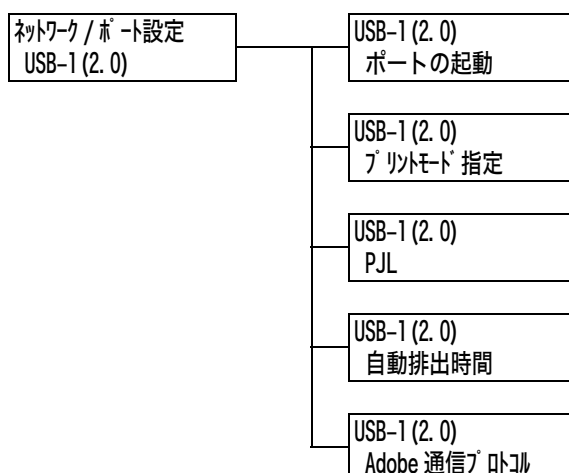 ﾈｯﾄﾜｰｸ / ﾎﾟｰﾄ設定
USB-1(2. 0)
USB-1(2. 0)
ポートの起動
USB-1(2. 0)
ﾌﾟﾘﾝﾄﾓｰﾄﾞ指定
USB-1(2. 0)
PJL
USB-1(2. 0)
自動排出時間
USB-1(2. 0)
Adobe 通信ﾌﾟﾛﾄｺﾙ